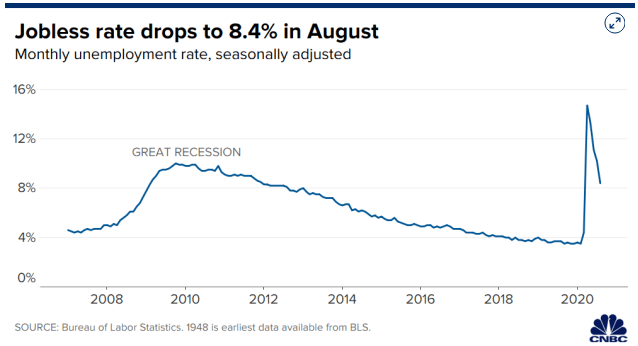 Jobless rate drops to 8.4% in August
Monthly unemployment rate, seasonally adjusted
16%
12%
GREAT RECESSION
8%
4%
0%
2008 2010 2012 2014 2016 2018 2020
SOURCE: Bureau of Labor Statistics. 1948 is earliest data available from BLS.
CNBC